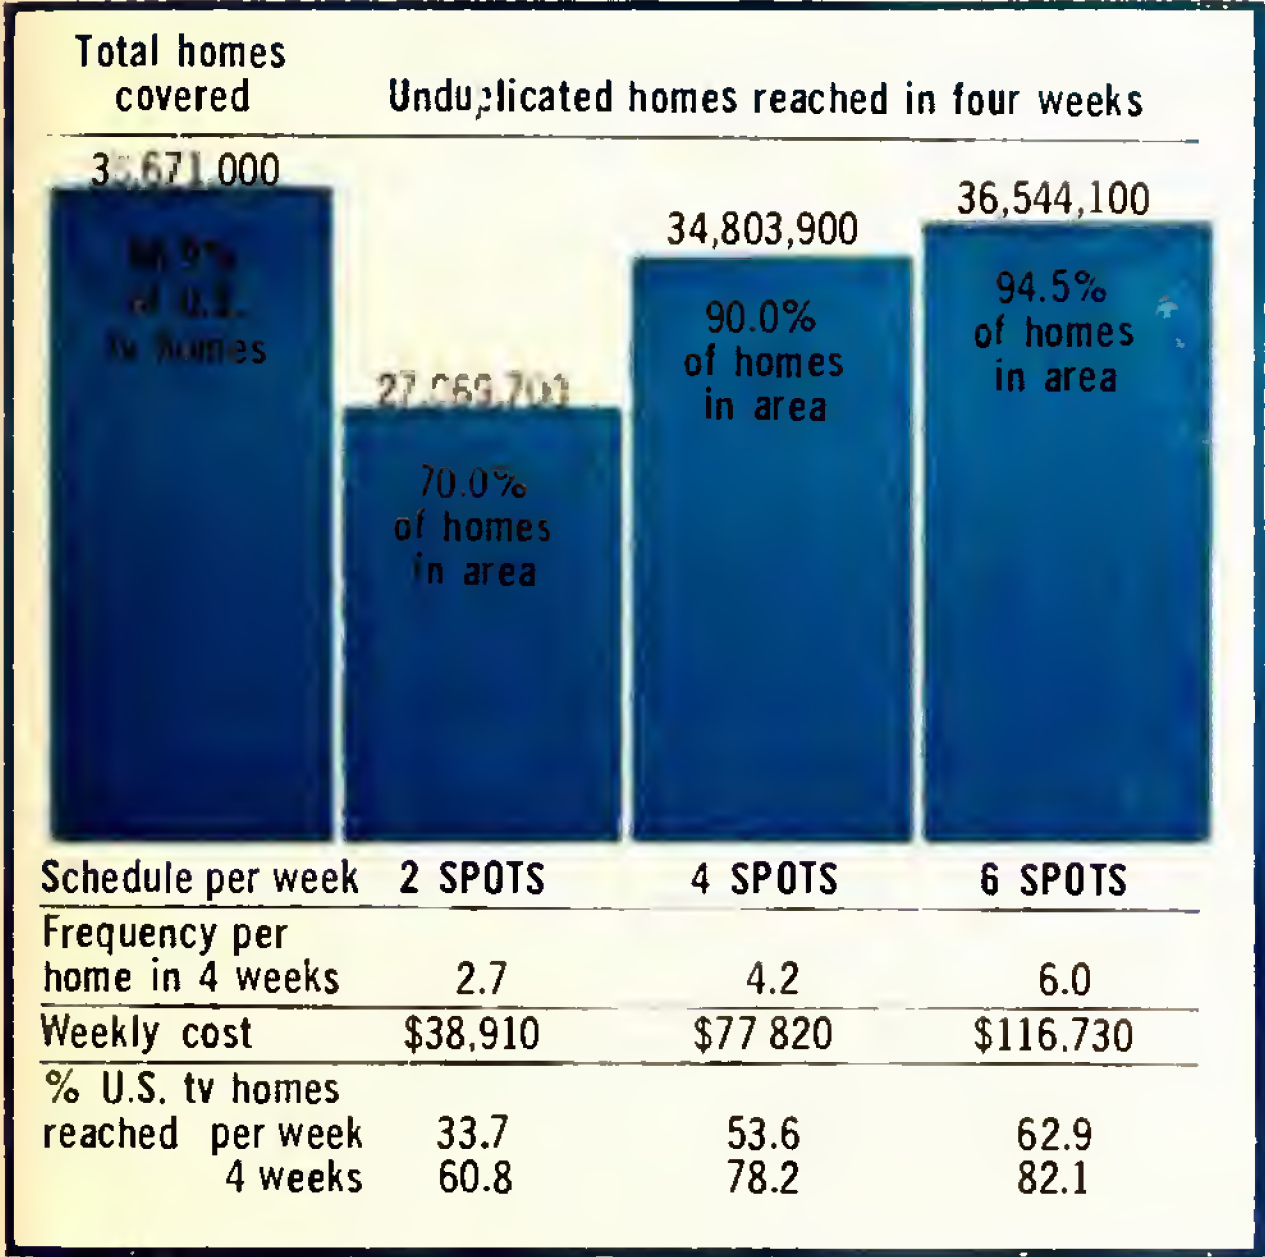 Total homes
covered
Unduplicated homes reached in four weeks
36,544,100
34,803,900
of U.S.
tv homes
94.5%
of homes
in area
90.0%
of homes
in area
70.0%
of homes
in area
Schedule per week 2 SPOTS 4 SPOTS 6 SPOTS
Frequency per
home in 4 weeks 2.7 4.2 6.0
Weekly cost $38,910 $77 820 $116.730
% U.S. tv homes
reached per week 33.7 53.6 62.9
4 weeks 60.8 78.2 82.1